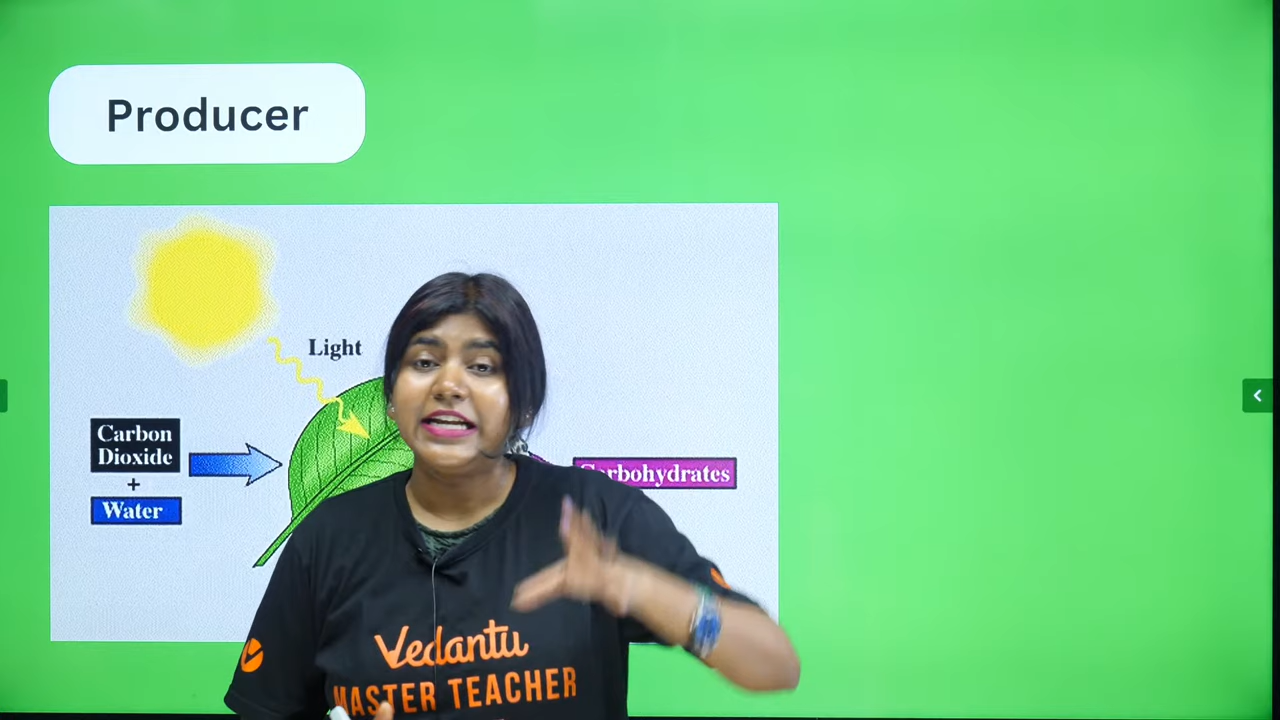 Producer
Light
Carbon
Dioxide
+
Water
Carbohydrates
Vedantu
MASTER TEACHER